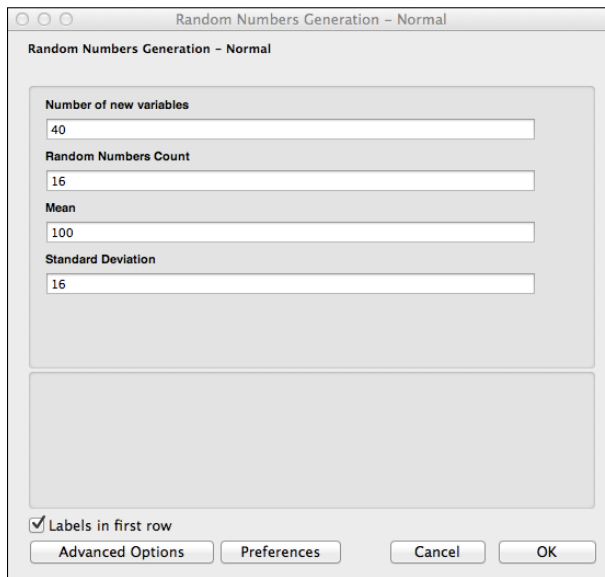 Random Numbers Generation – Normal
Random Numbers Generation – Normal
Number of new variables
40
Random Numbers Count
16
Mean
100
Standard Deviation
16
Labels in first row
Advanced Options Preferences Cancel OK